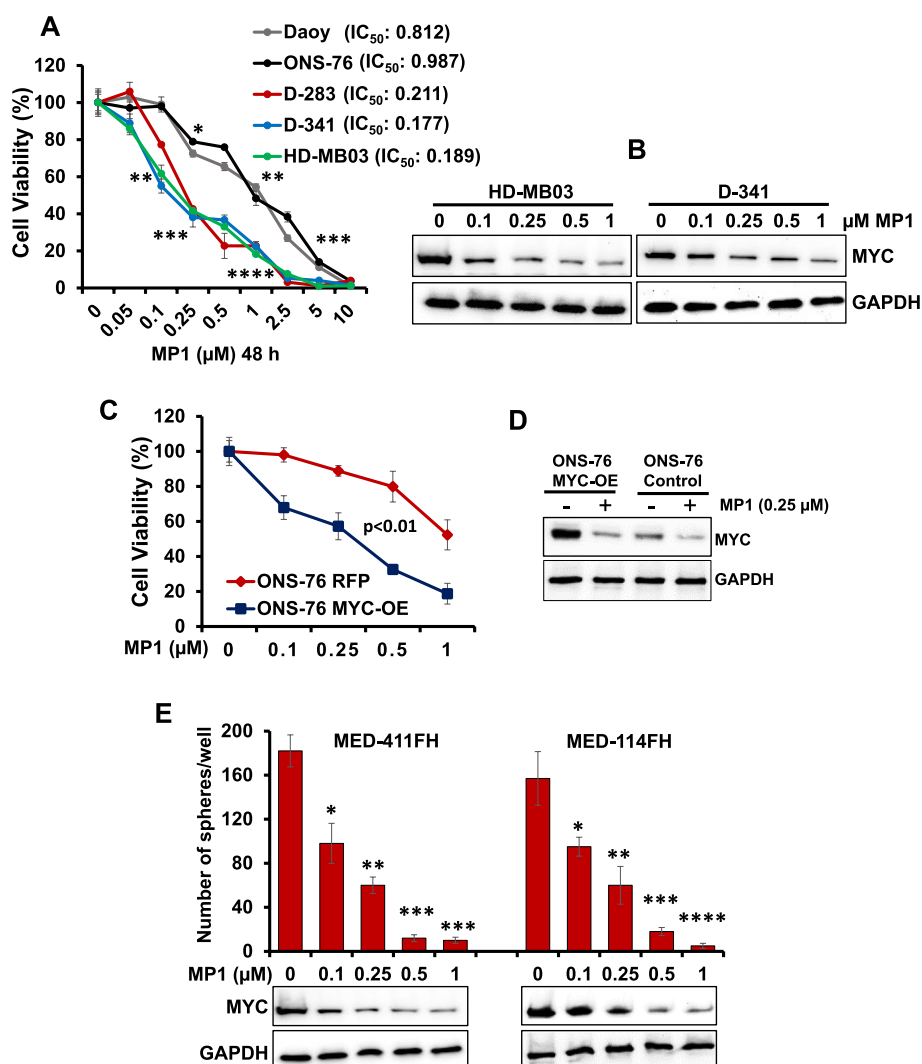 A
Daoy (IC50: 0.812)
ONS-76 (IC50: 0.987)
D-283 (IC50: 0.211)
D-341 (IC50: 0.177)
HD-MB03 (IC50: 0.189)
Cell Viability (%)
120
100
80
60
40
20
0
*
**
**
***
***
****
0 0.05 0.1 0.25 0.5 1 2.5 5 10
MP1 (µM) 48 h
B
HD-MB03 D-341
0 0.1 0.25 0.5 1 0 0.1 0.25 0.5 1 µM MP1
MYC
GAPDH
C
Cell Viability (%)
120
100
80
60
40
20
0
p<0.01
ONS-76 RFP
ONS-76 MYC-OE
MP1 (µM) 0 0.1 0.25 0.5 1
D
ONS-76 ONS-76
MYC-OE Control
- + - + MP1 (0.25 µM)
MYC
GAPDH
E
Number of spheres/well
200
160
120
80
40
0
MED-411FH MED-114FH
* ** *** ***
* ** *** ****
MP1 (µM) 0 0.1 0.25 0.5 1 0 0.1 0.25 0.5 1
MYC
GAPDH